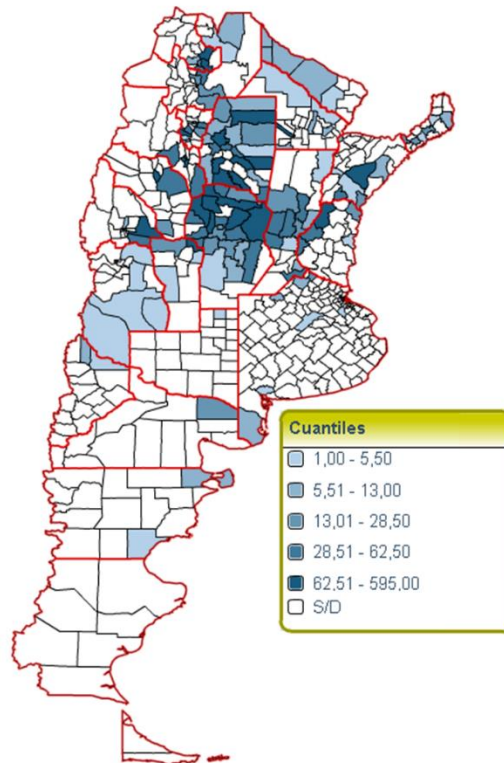 Cuantiles
1,00 - 5,50
5,51 - 13,00
13,01 - 28,50
28,51 - 62,50
62,51 - 595,00
S/D